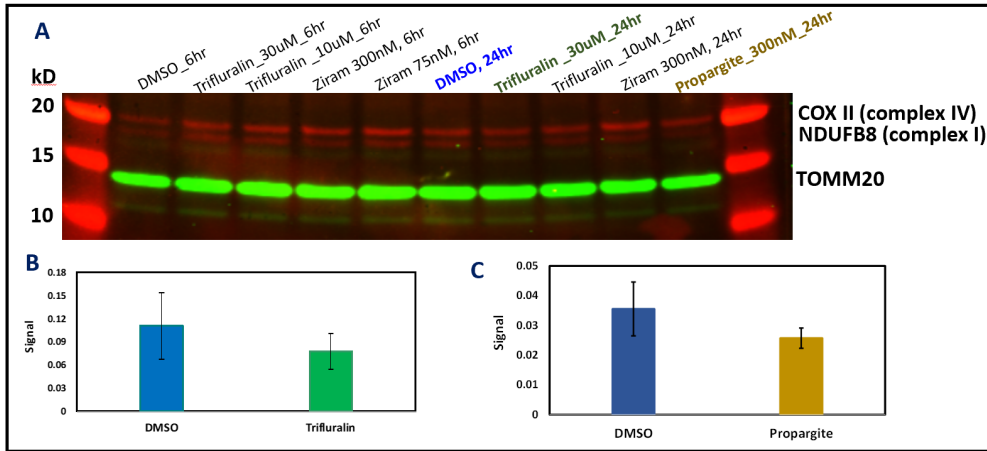 A
DMSO_6hr
Trifluralin_30uM_6hr
Trifluralin _10uM_6hr
Ziram 300nM, 6hr
Ziram 75nM, 6hr
DMSO, 24hr
Trifluralin _30uM_24hr
Trifluralin _10uM_24hr
Ziram 300nM, 24hr
Propargite_300nM_24hr
kD
20
15
10
COX II (complex IV)
NDUFB8 (complex I)
TOMM20
B
0.18
0.15
0.12
0.09
0.06
0.03
0
Signal
DMSO
Trifluralin
C
0.05
0.04
0.03
0.02
0.01
0
Signal
DMSO
Propargite